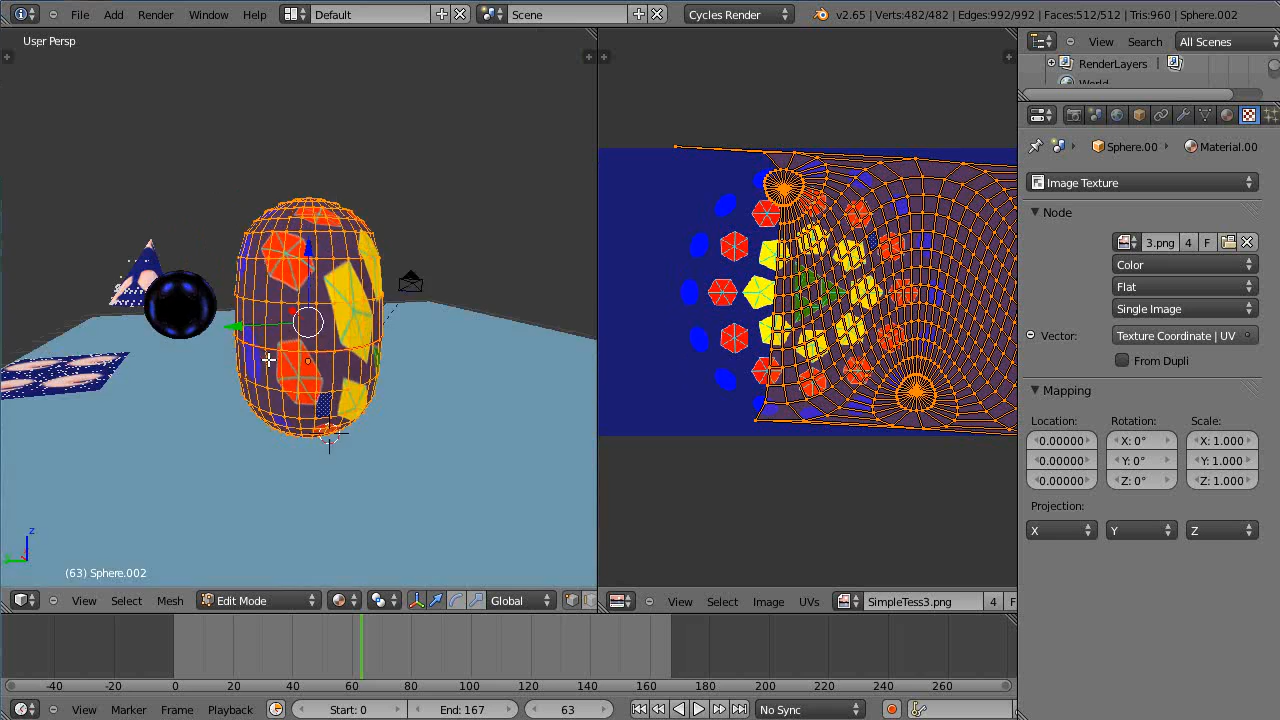 File Add Render Window Help Default Scene Cycles Render v2.65 | Verts:482/482 | Edges:992/992 | Faces:512/512 | Tris:960 | Sphere.002
User Persp
View Search All Scenes
RenderLayers
World
Sphere.00 Material.00
Image Texture
Node
3.png 4 F
Color
Flat
Single Image
Vector: Texture Coordinate | UV
From Dupli
Mapping
Location: Rotation: Scale:
0.00000 X: 0° X: 1.000
0.00000 Y: 0° Y: 1.000
0.00000 Z: 0° Z: 1.000
Projection:
X Y Z
z
(63) Sphere.002
View Select Mesh Edit Mode Global
View Select Image UVs SimpleTess3.png 4 F
-40 -20 0 20 40 60 80 100 120 140 160 180 200 220 240 260
View Marker Frame Playback Start: 0 End: 167 63 No Sync